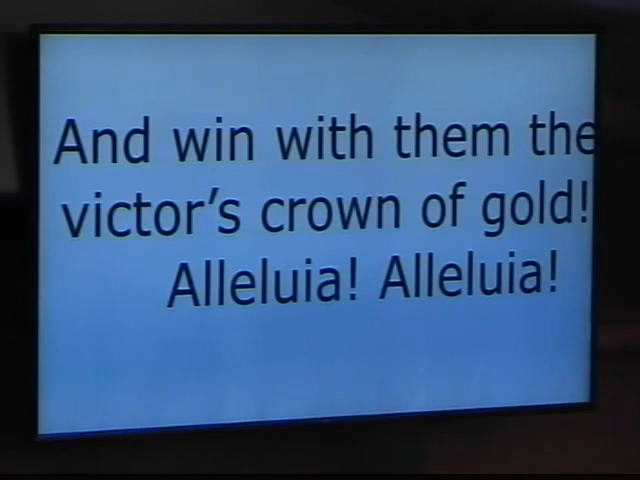 And win with them the
victor's crown of gold!
Alleluia! Alleluia!